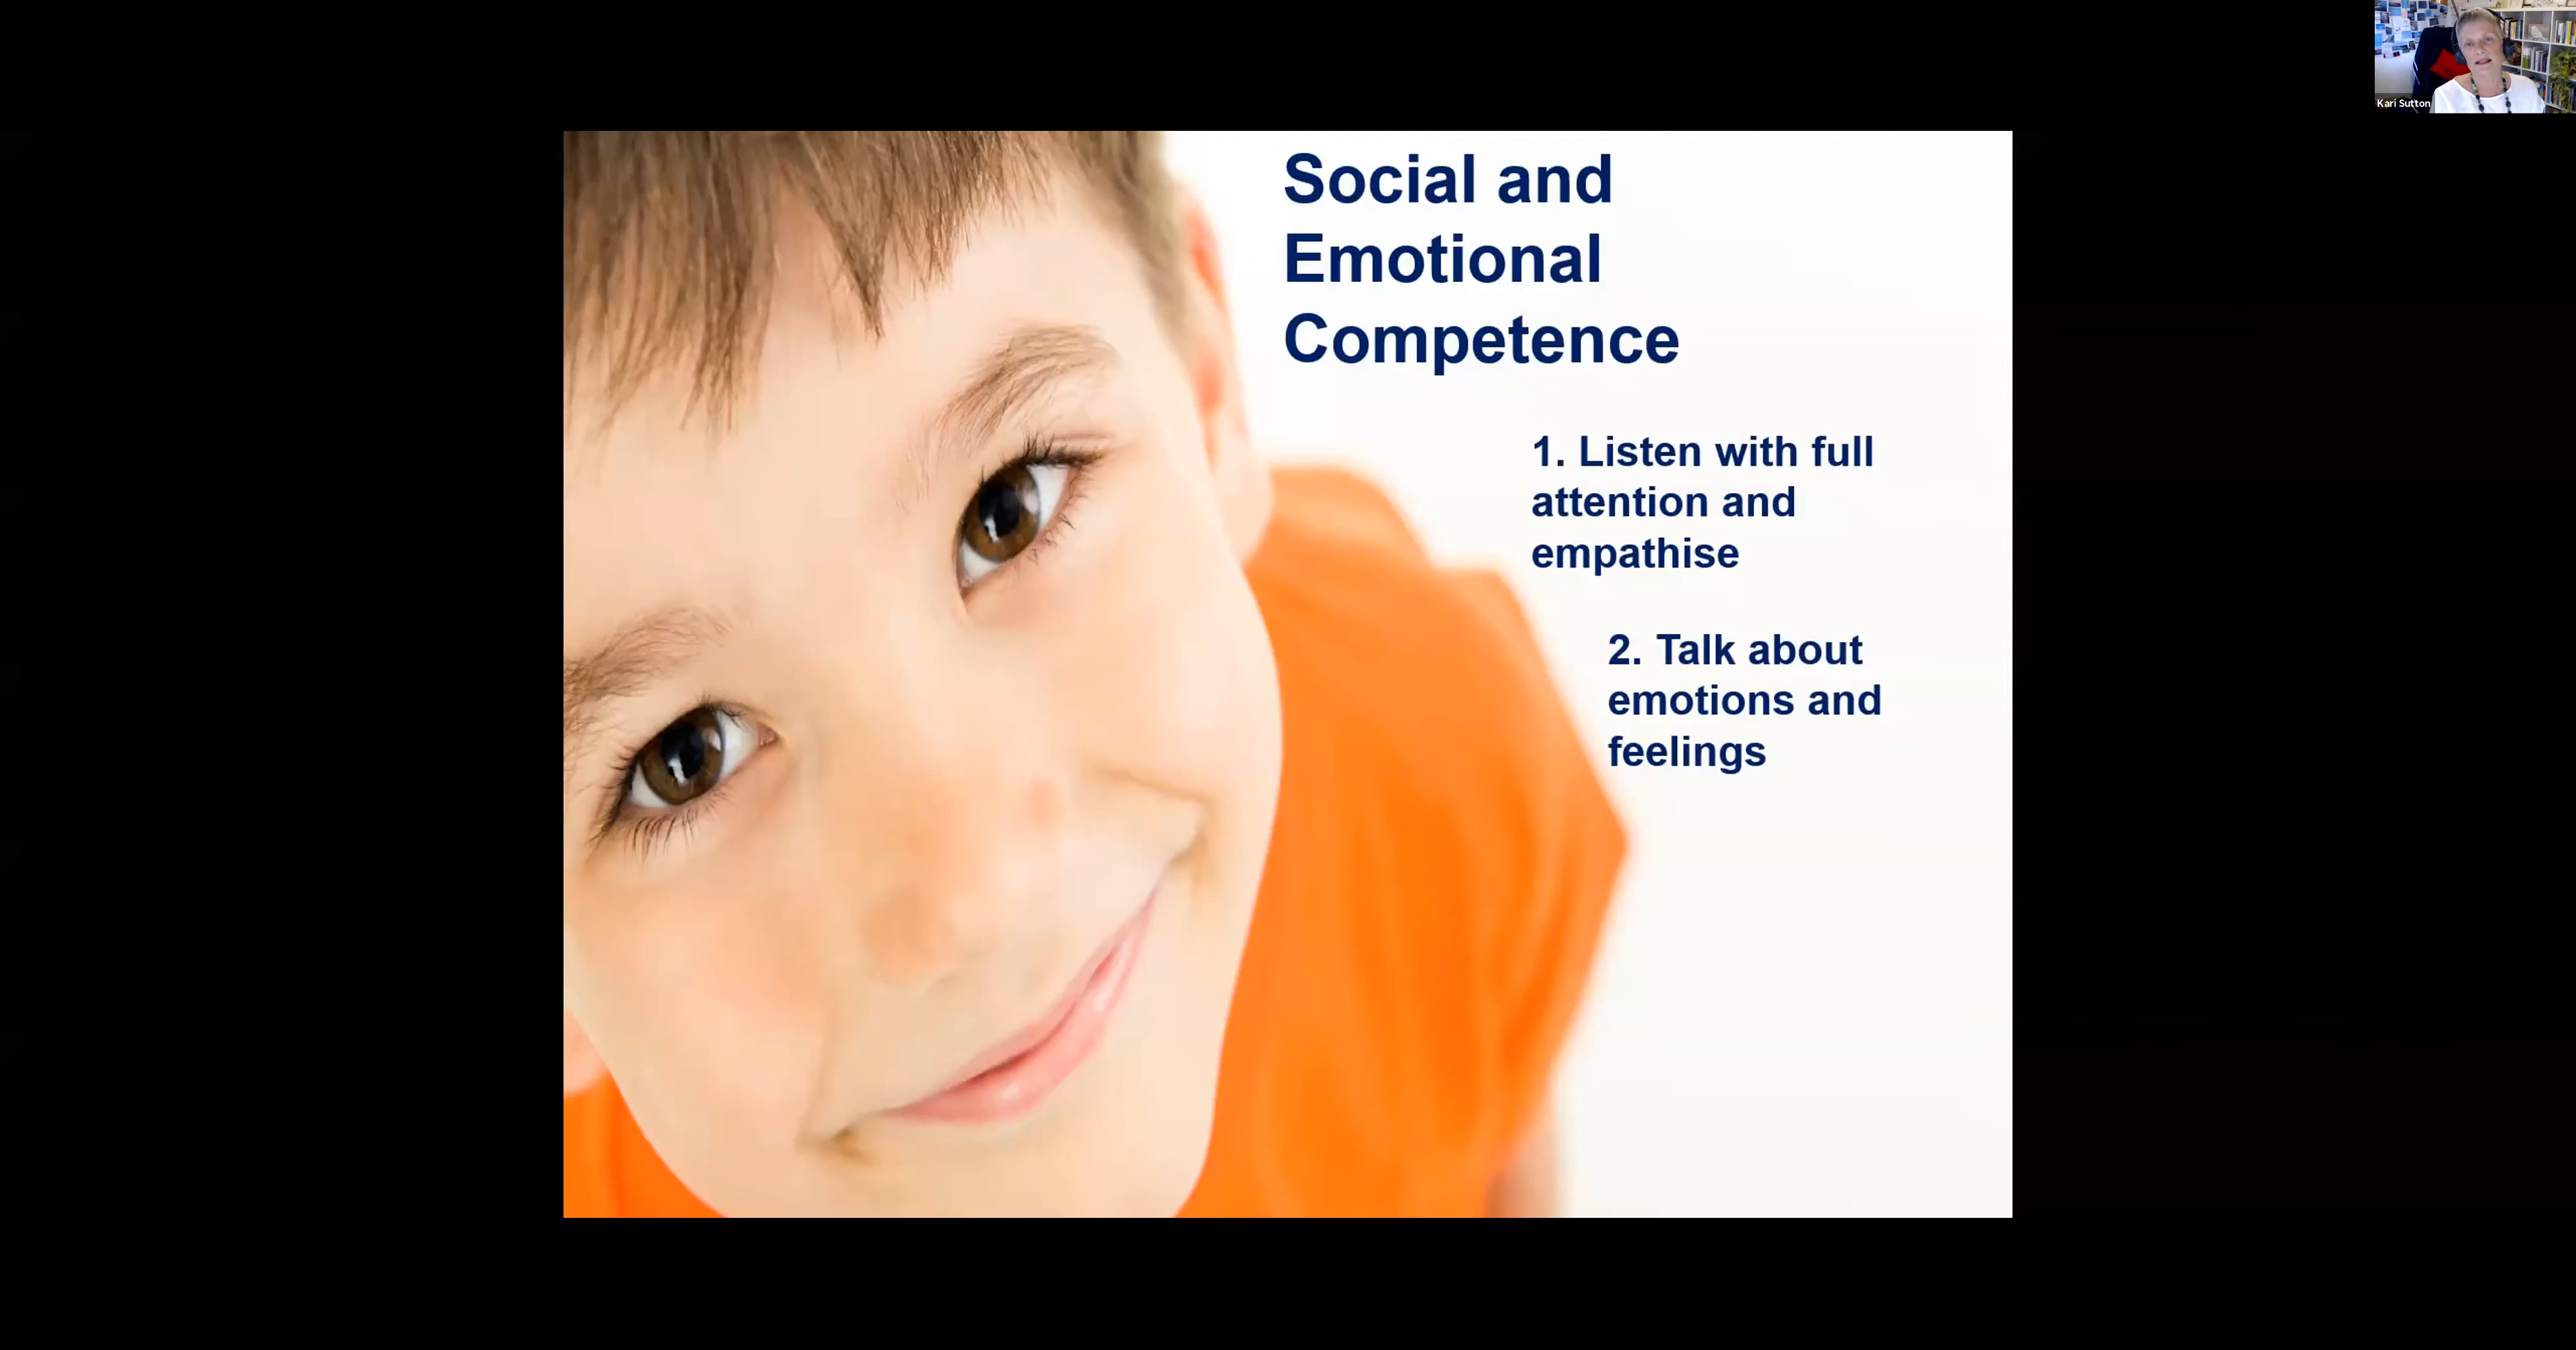 Kari Sutton
Social and
Emotional
Competence
1. Listen with full
attention and
empathise
2. Talk about
emotions and
feelings